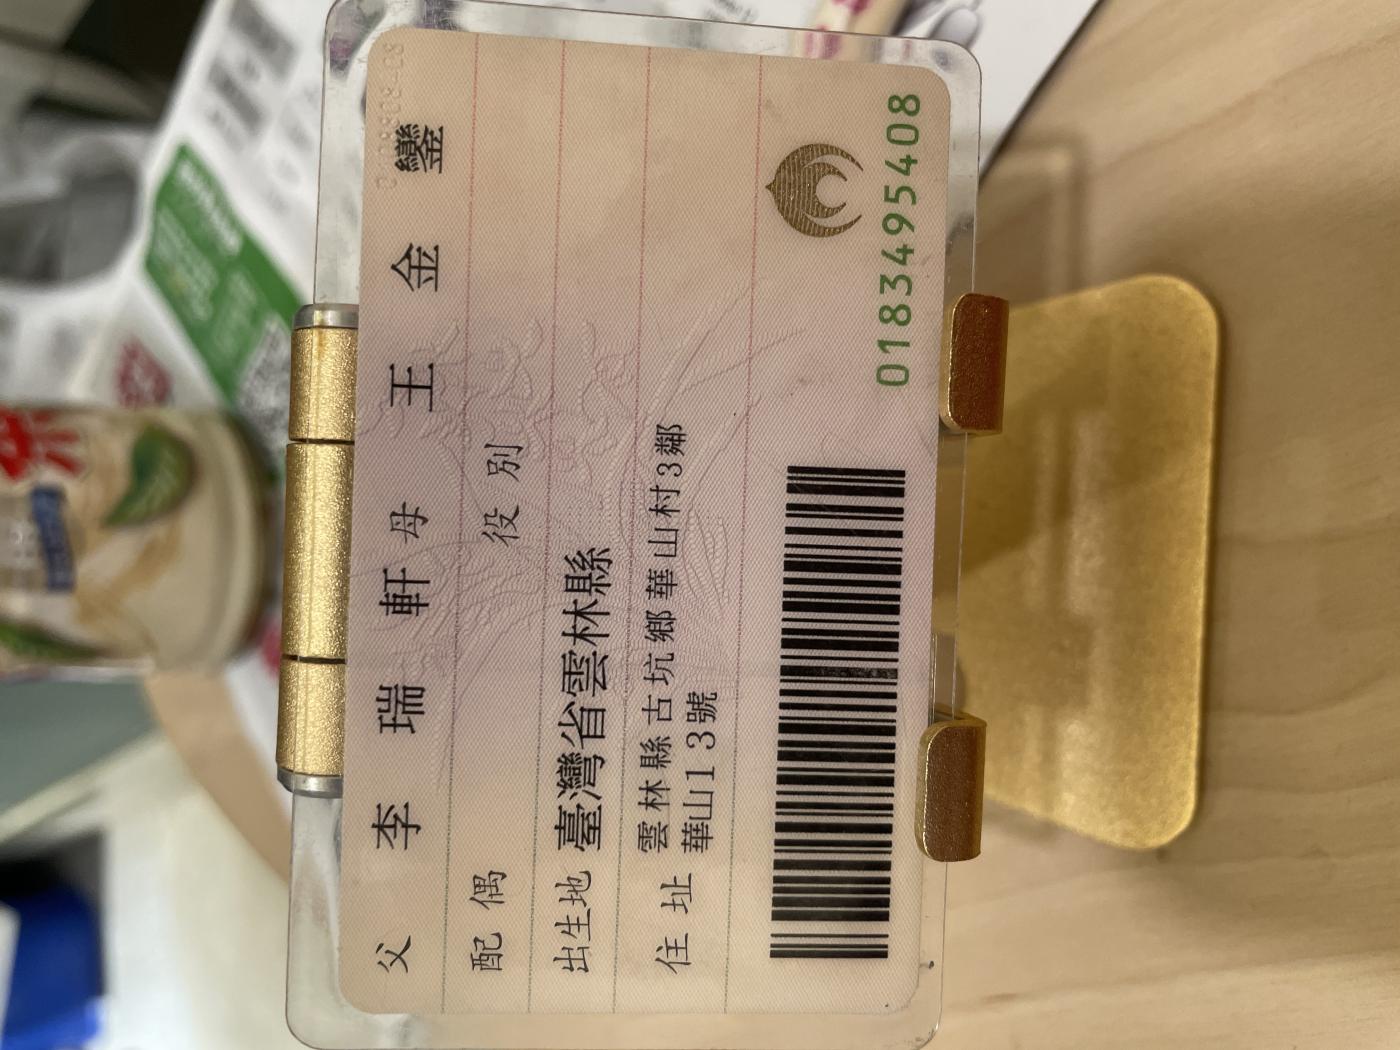 父 李瑞軒 母 王金鑾
配偶 役別
出生地 臺灣省雲林縣
住址 雲林縣古坑鄉華山村3鄰
華山13號
0183495408